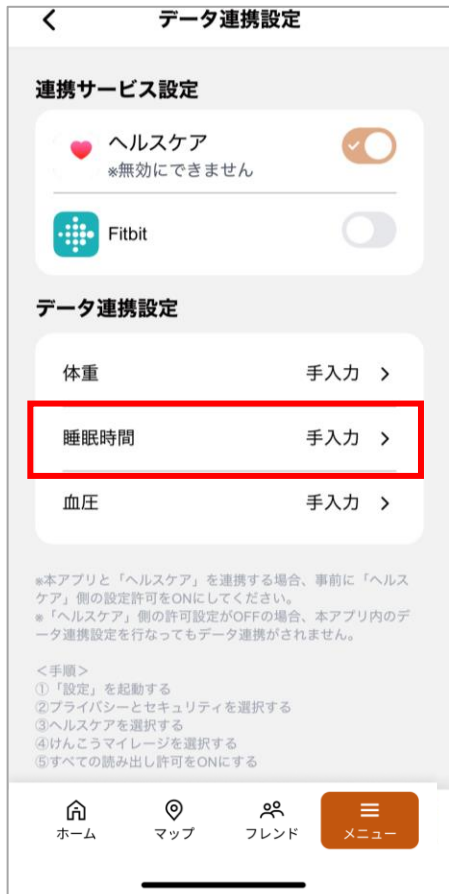 データ連携設定
連携サービス設定
ヘルスケア
※無効にできません
Fitbit
データ連携設定
体重 手入力
睡眠時間 手入力
血圧 手入力
※本アプリと「ヘルスケア」を連携する場合、事前に「ヘルス
ケア」側の設定許可をONにしてください。
※「ヘルスケア」側の許可設定がOFFの場合、本アプリ内のデ
ータ連携設定を行なってもデータ連携がされません。
＜手順＞
①「設定」を起動する
②プライバシーとセキュリティを選択する
③ヘルスケアを選択する
④けんこうマイレージを選択する
⑤すべての読み出し許可をONにする
ホーム マップ フレンド メニュー